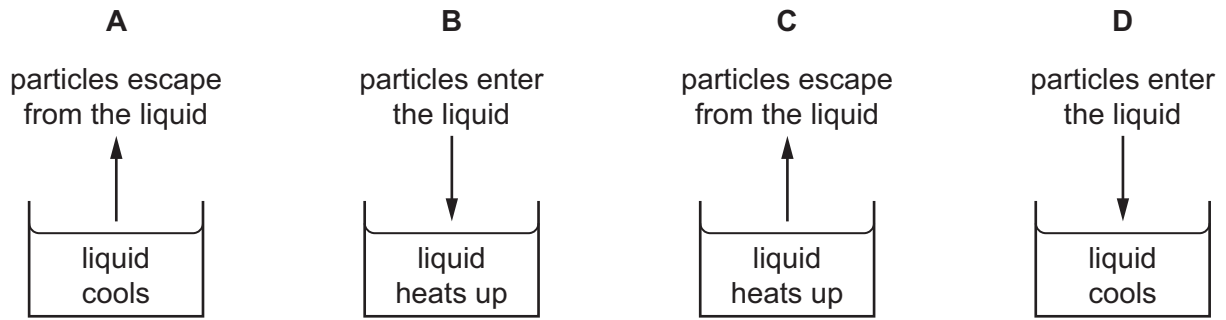 A
particles escape
from the liquid
liquid
cools
B
particles enter
the liquid
liquid
heats up
C
particles escape
from the liquid
liquid
heats up
D
particles enter
the liquid
liquid
cools